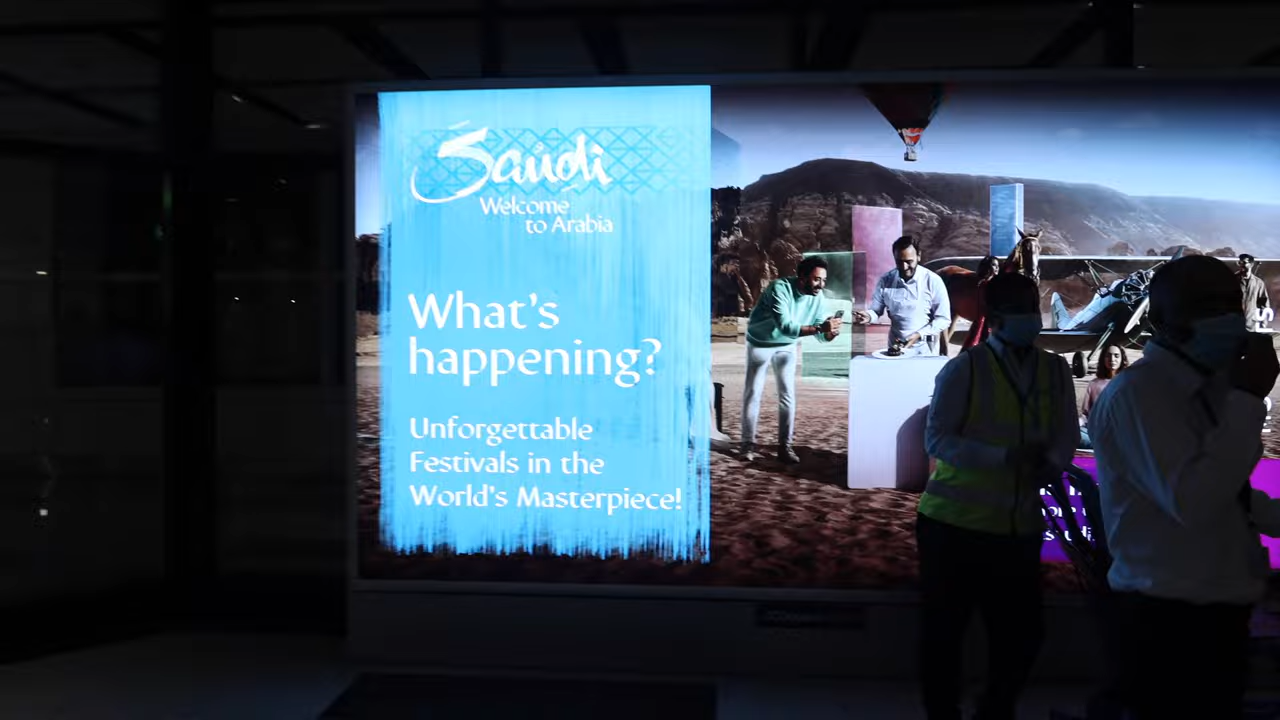 Saudi
Welcome
to Arabia
What's
happening?
Unforgettable
Festivals in the
World's Masterpiece!